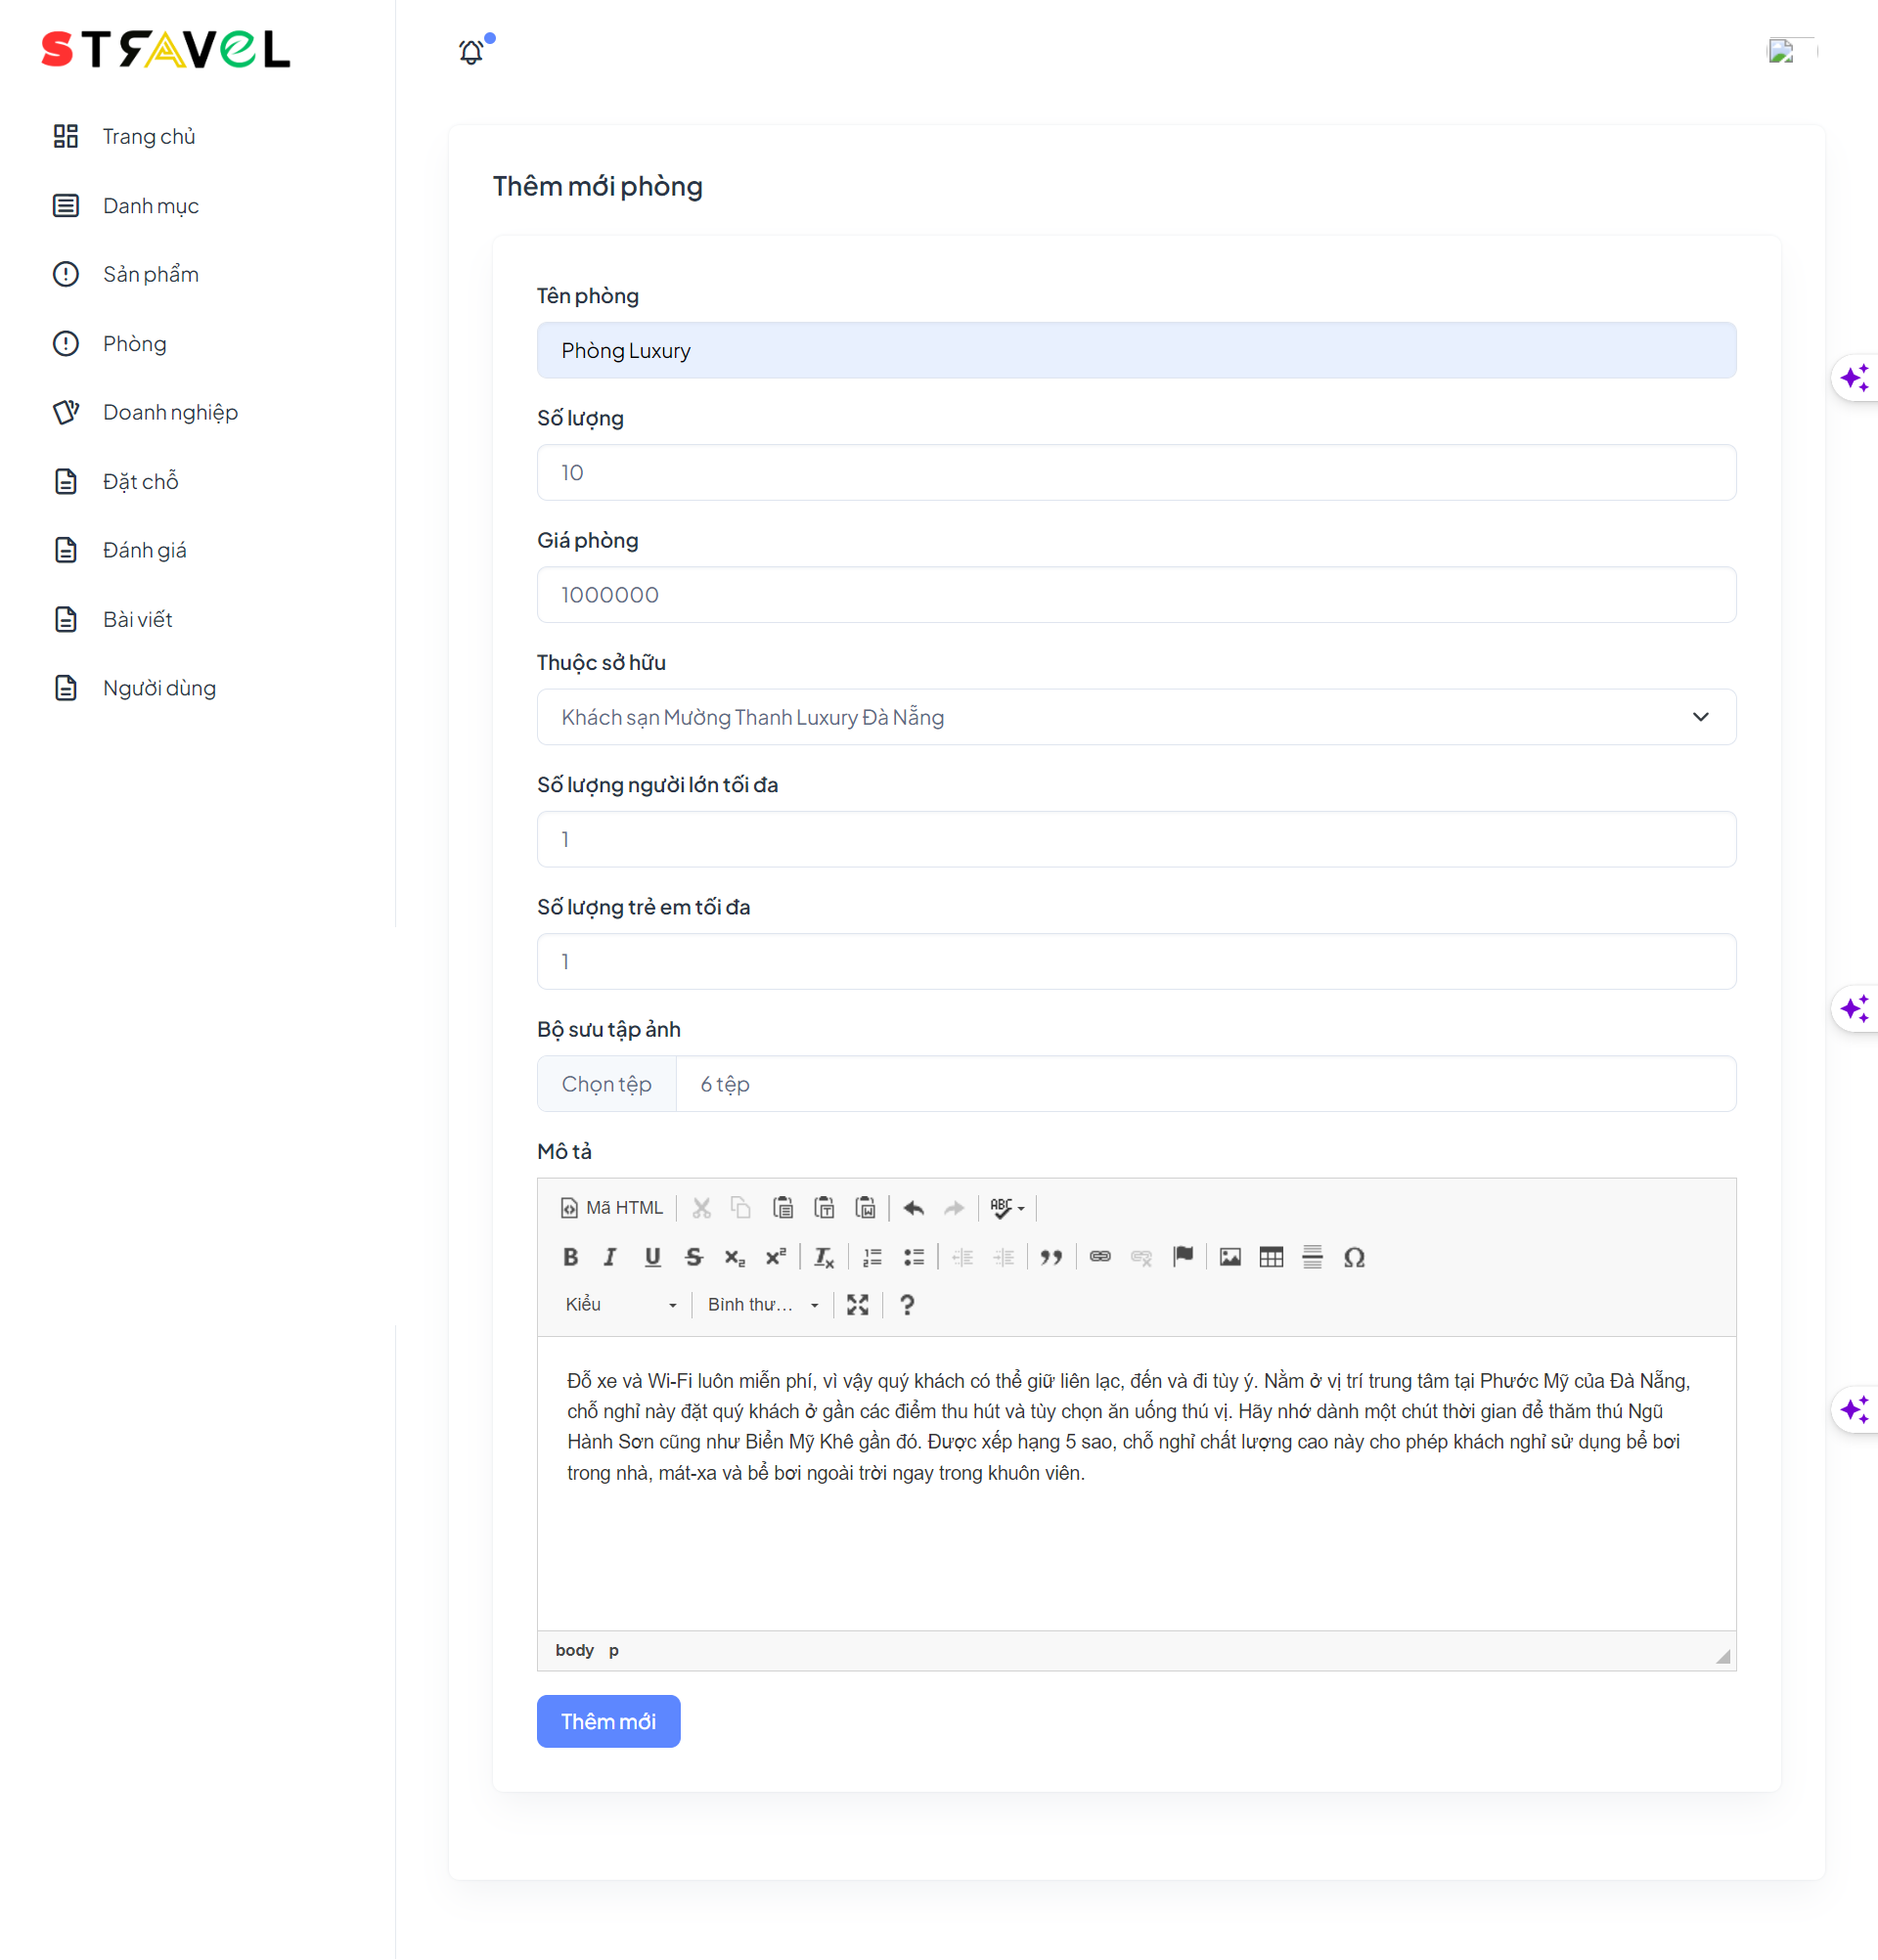 STRAVEL
Trang chủ
Danh mục
Sản phẩm
Phòng
Doanh nghiệp
Đặt chỗ
Đánh giá
Bài viết
Người dùng
Thêm mới phòng
Tên phòng
Phòng Luxury
Số lượng
10
Giá phòng
1000000
Thuộc sở hữu
Khách sạn Mường Thanh Luxury Đà Nẵng
Số lượng người lớn tối đa
1
Số lượng trẻ em tối đa
1
Bộ sưu tập ảnh
Chọn tệp 6 tệp
Mô tả
Mã HTML ABC
B I U S x₂ x² Tx
Kiểu Bình thư... ?
Đỗ xe và Wi-Fi luôn miễn phí, vì vậy quý khách có thể giữ liên lạc, đến và đi tùy ý. Nằm ở vị trí trung tâm tại Phước Mỹ của Đà Nẵng,
chỗ nghỉ này đặt quý khách ở gần các điểm thu hút và tùy chọn ăn uống thú vị. Hãy nhớ dành một chút thời gian để thăm thú Ngũ
Hành Sơn cũng như Biển Mỹ Khê gần đó. Được xếp hạng 5 sao, chỗ nghỉ chất lượng cao này cho phép khách nghỉ sử dụng bể bơi
trong nhà, mát-xa và bể bơi ngoài trời ngay trong khuôn viên.
body p
Thêm mới